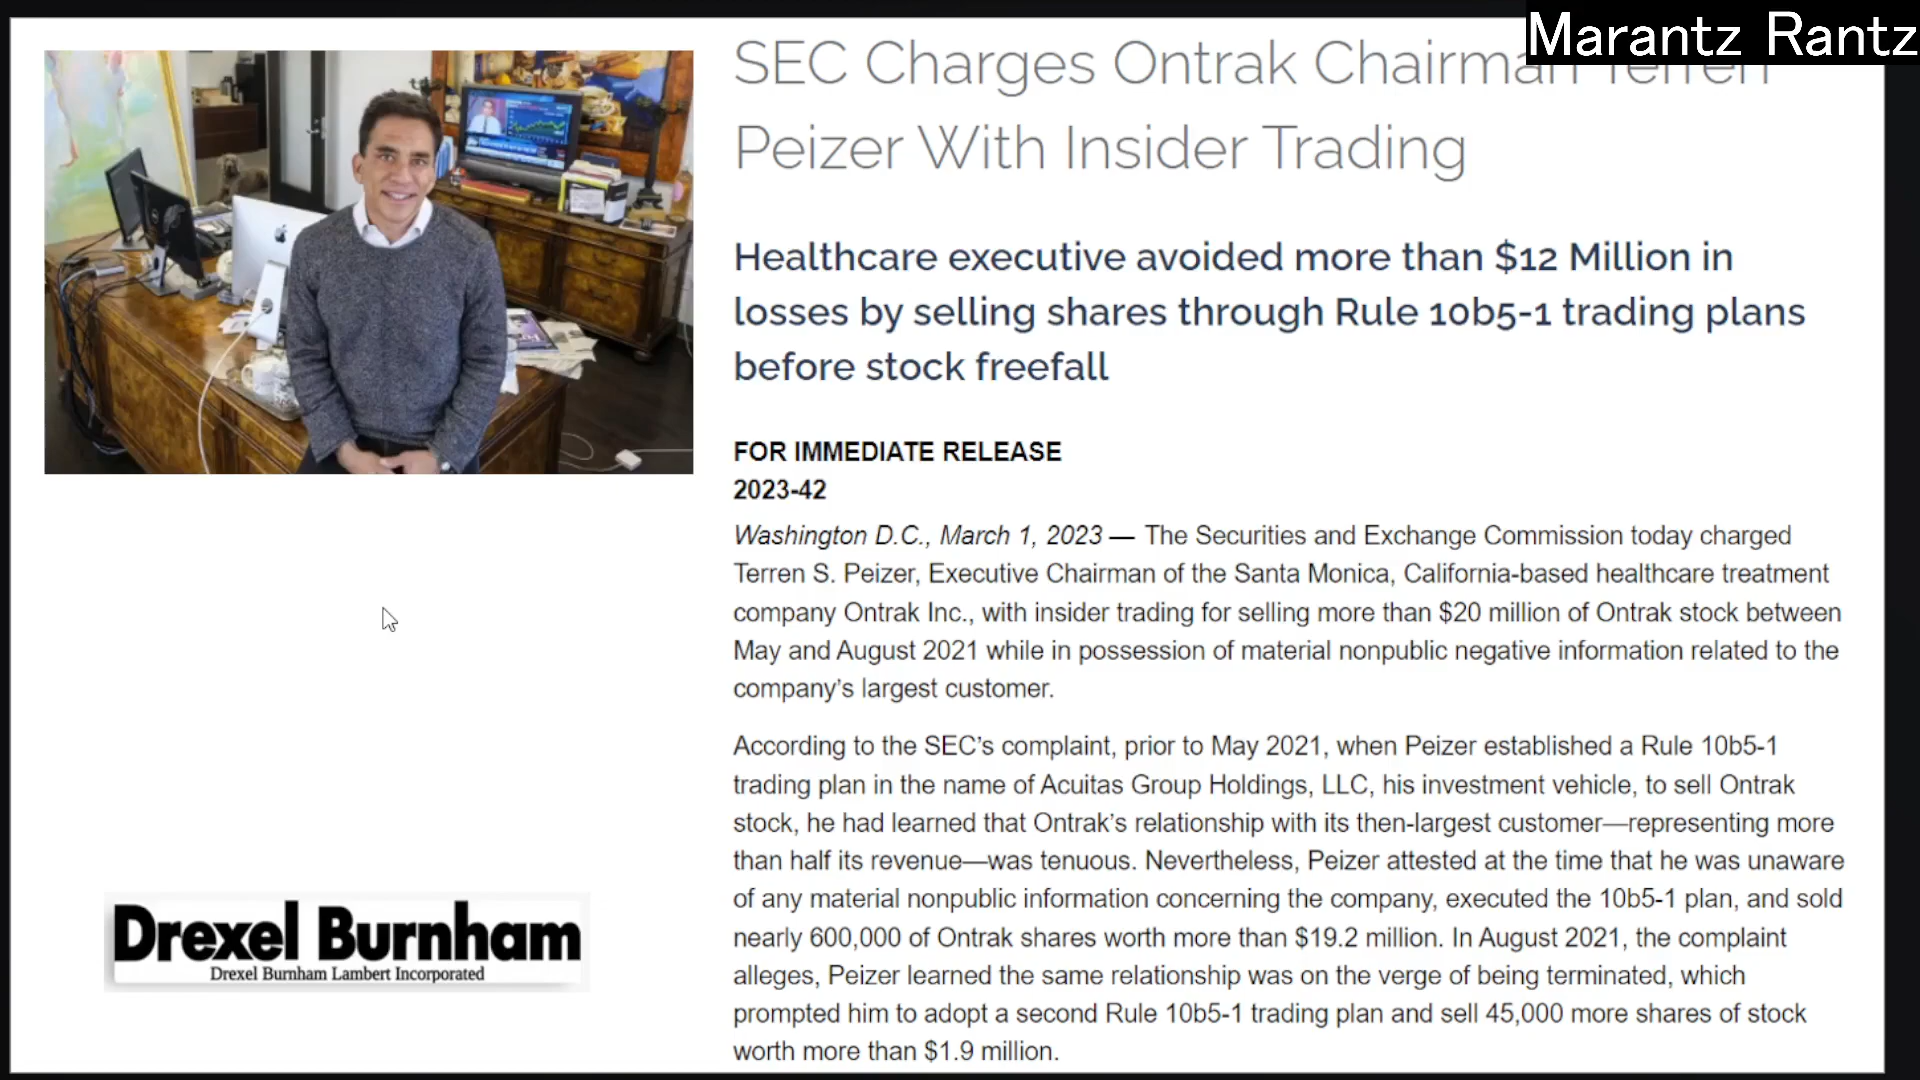 Marantz Rantz
SEC Charges Ontrak Chairman Terren
Peizer With Insider Trading
Healthcare executive avoided more than $12 Million in
losses by selling shares through Rule 10b5-1 trading plans
before stock freefall
FOR IMMEDIATE RELEASE
2023-42
Washington D.C., March 1, 2023 — The Securities and Exchange Commission today charged
Terren S. Peizer, Executive Chairman of the Santa Monica, California-based healthcare treatment
company Ontrak Inc., with insider trading for selling more than $20 million of Ontrak stock between
May and August 2021 while in possession of material nonpublic negative information related to the
company’s largest customer.
According to the SEC’s complaint, prior to May 2021, when Peizer established a Rule 10b5-1
trading plan in the name of Acuitas Group Holdings, LLC, his investment vehicle, to sell Ontrak
stock, he had learned that Ontrak’s relationship with its then-largest customer—representing more
than half its revenue—was tenuous. Nevertheless, Peizer attested at the time that he was unaware
of any material nonpublic information concerning the company, executed the 10b5-1 plan, and sold
nearly 600,000 of Ontrak shares worth more than $19.2 million. In August 2021, the complaint
alleges, Peizer learned the same relationship was on the verge of being terminated, which
prompted him to adopt a second Rule 10b5-1 trading plan and sell 45,000 more shares of stock
worth more than $1.9 million.
Drexel Burnham
Drexel Burnham Lambert Incorporated